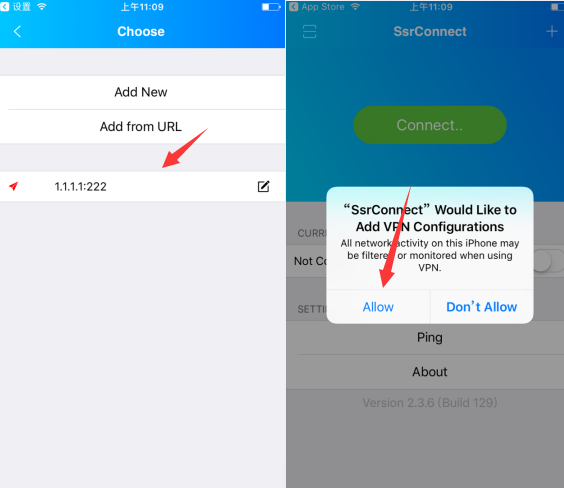 设置
上午11:09
Choose
Add New
Add from URL
1.1.1.1:222
App Store
上午11:09
SsrConnect
Connect..
“SsrConnect” Would Like to
Add VPN Configurations
All network activity on this iPhone may
be filtered or monitored when using
VPN.
Allow
Don't Allow
CURR
Not Co
SETTI
Ping
About
Version 2.3.6 (Build 129)